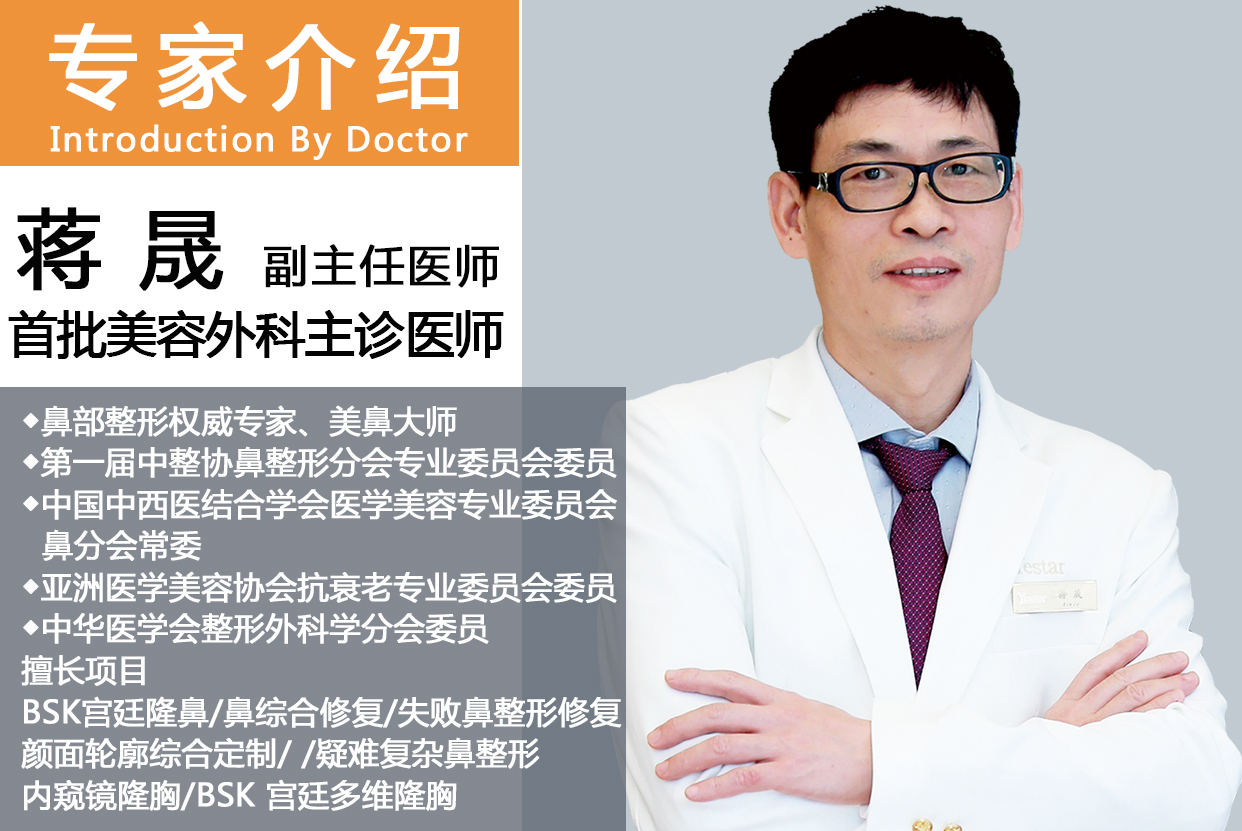 专家介绍
Introduction By Doctor
蒋 晟 副主任医师
首批美容外科主诊医师
◆鼻部整形权威专家、美鼻大师
◆第一届中整协鼻整形分会专业委员会委员
◆中国中西医结合学会医学美容专业委员会
鼻分会常委
◆亚洲医学美容协会抗衰老专业委员会委员
◆中华医学会整形外科学分会委员
擅长项目
BSK宫廷隆鼻/鼻综合修复/失败鼻整形修复
颜面轮廓综合定制/ /疑难复杂鼻整形
内窥镜隆胸/BSK 宫廷多维隆胸
estar